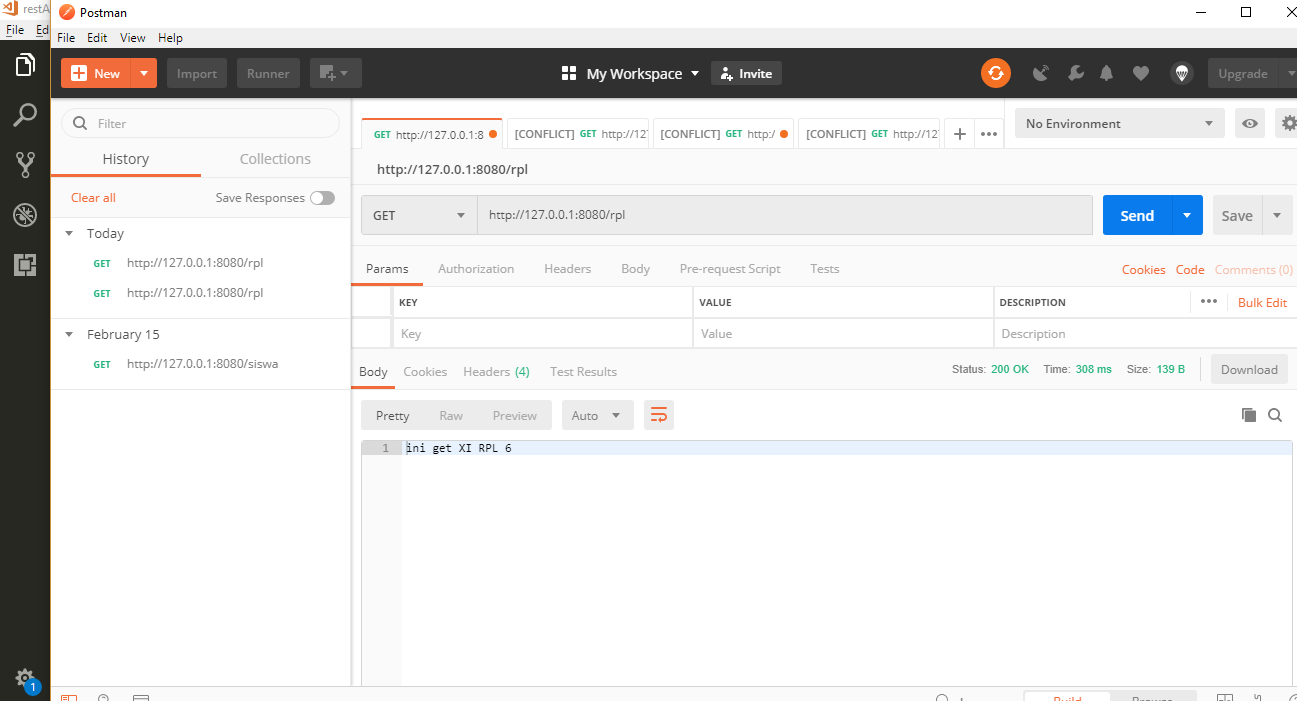 restA
File Ed
Postman
File Edit View Help
New Import Runner My Workspace Invite Upgrade
Filter
History Collections
Clear all Save Responses
Today
GET http://127.0.0.1:8080/rpl
GET http://127.0.0.1:8080/rpl
February 15
GET http://127.0.0.1:8080/siswa
GET http://127.0.0.1:8 [CONFLICT] GET http://12 [CONFLICT] GET http:/ [CONFLICT] GET http://12 No Environment
http://127.0.0.1:8080/rpl
GET http://127.0.0.1:8080/rpl Send Save
Params Authorization Headers Body Pre-request Script Tests Cookies Code Comments (0)
KEY VALUE DESCRIPTION Bulk Edit
Key Value Description
Body Cookies Headers (4) Test Results Status: 200 OK Time: 308 ms Size: 139 B Download
Pretty Raw Preview Auto
1 ini get XI RPL 6
1
Build Browse